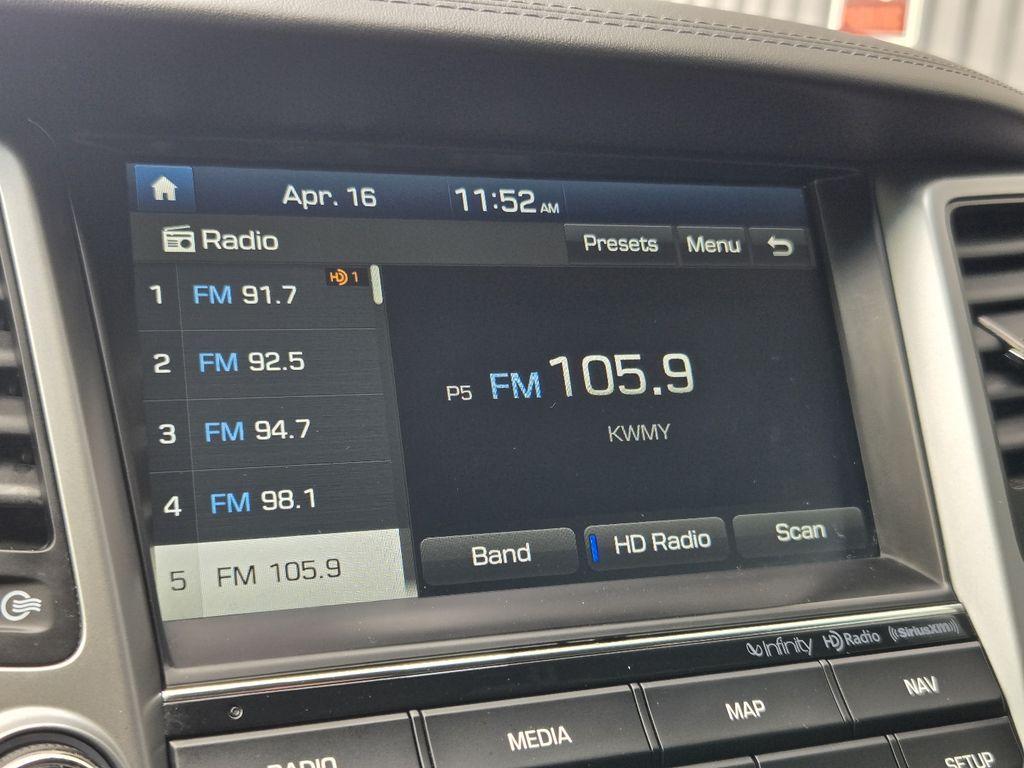 Apr. 16 11:52 AM
Radio Presets Menu
1 FM 91.7 HD 1
2 FM 92.5
3 FM 94.7
4 FM 98.1
5 FM 105.9
P5 FM 105.9
KWMY
Band HD Radio Scan
Infinity HD Radio ((SiriusXM))
RADIO MEDIA MAP NAV
SETUP